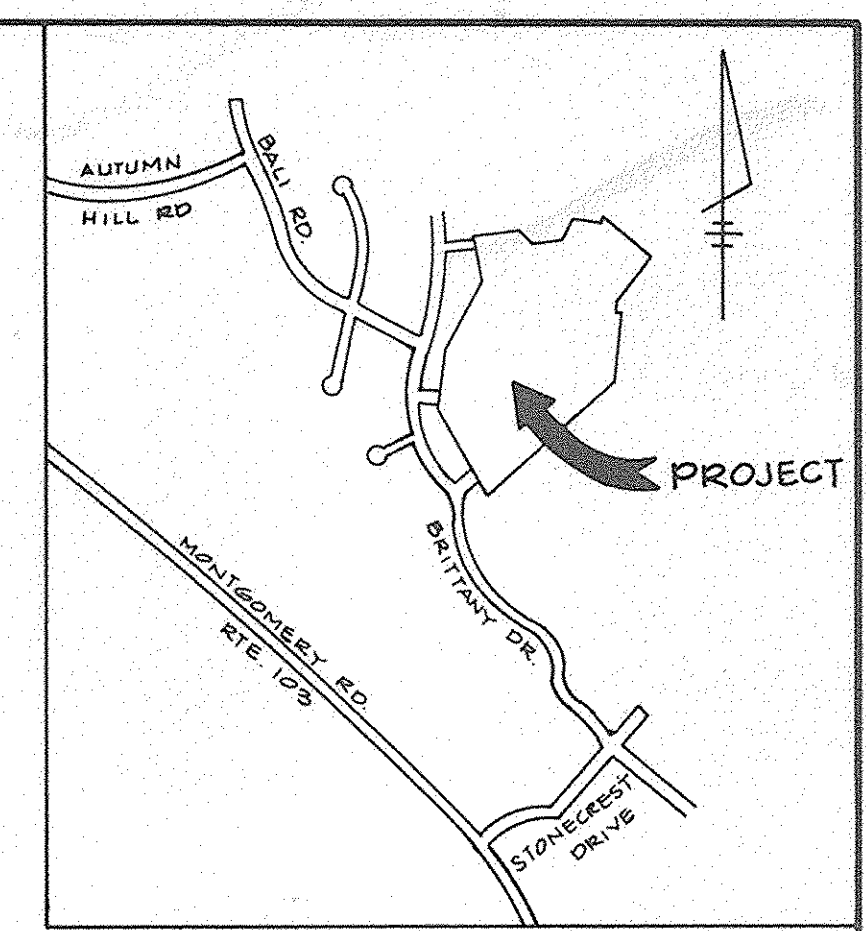 AUTUMN
HILL RD
BALI RD.
PROJECT
BRITTANY DR.
MONTGOMERY RD.
RTE. 103
STONECREST
DRIVE